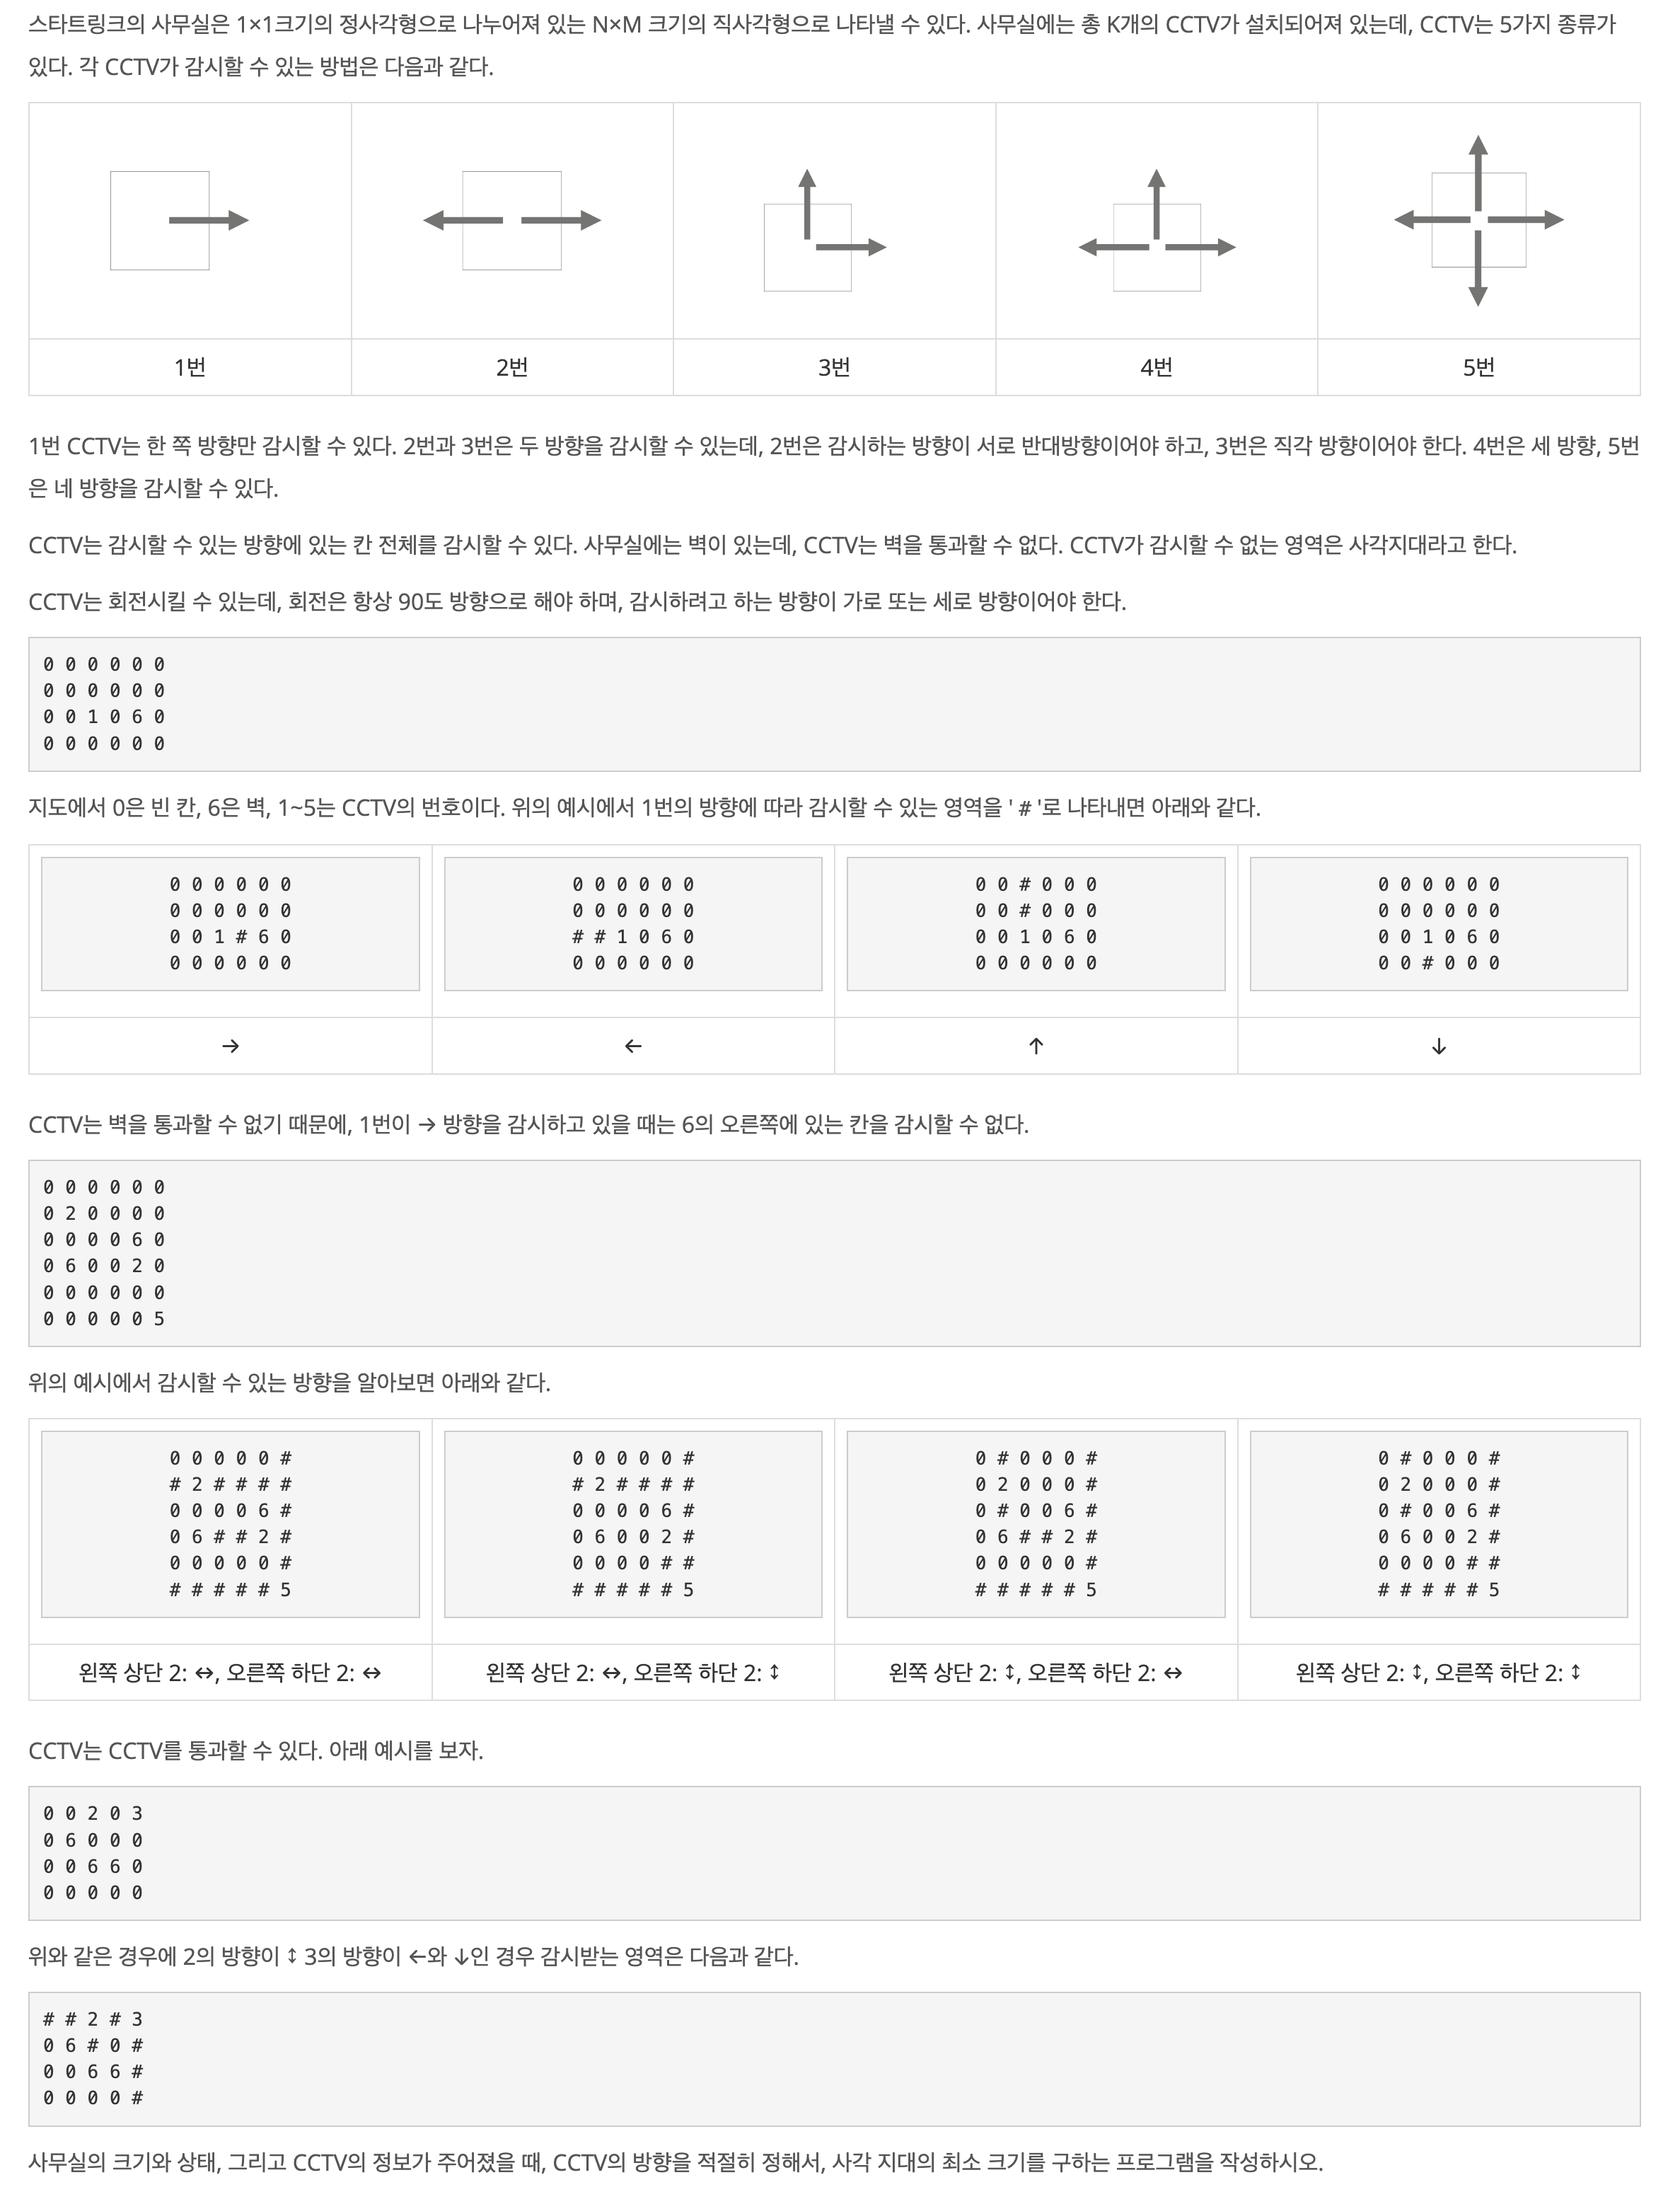 스타트링크의 사무실은 1×1크기의 정사각형으로 나누어져 있는 N×M 크기의 직사각형으로 나타낼 수 있다. 사무실에는 총 K개의 CCTV가 설치되어져 있는데, CCTV는 5가지 종류가
있다. 각 CCTV가 감시할 수 있는 방법은 다음과 같다.
1번 2번 3번 4번 5번
1번 CCTV는 한 쪽 방향만 감시할 수 있다. 2번과 3번은 두 방향을 감시할 수 있는데, 2번은 감시하는 방향이 서로 반대방향이어야 하고, 3번은 직각 방향이어야 한다. 4번은 세 방향, 5번
은 네 방향을 감시할 수 있다.
CCTV는 감시할 수 있는 방향에 있는 칸 전체를 감시할 수 있다. 사무실에는 벽이 있는데, CCTV는 벽을 통과할 수 없다. CCTV가 감시할 수 없는 영역은 사각지대라고 한다.
CCTV는 회전시킬 수 있는데, 회전은 항상 90도 방향으로 해야 하며, 감시하려고 하는 방향이 가로 또는 세로 방향이어야 한다.
0 0 0 0 0 0
0 0 0 0 0 0
0 0 1 0 6 0
0 0 0 0 0 0
지도에서 0은 빈 칸, 6은 벽, 1~5는 CCTV의 번호이다. 위의 예시에서 1번의 방향에 따라 감시할 수 있는 영역을 ' # '로 나타내면 아래와 같다.
0 0 0 0 0 0 0 0 0 0 0 0 0 0 # 0 0 0 0 0 0 0 0 0
0 0 0 0 0 0 0 0 0 0 0 0 0 0 # 0 0 0 0 0 0 0 0 0
0 0 1 # 6 0 # # 1 0 6 0 0 0 1 0 6 0 0 0 1 0 6 0
0 0 0 0 0 0 0 0 0 0 0 0 0 0 0 0 0 0 0 0 # 0 0 0
→ ← ↑ ↓
CCTV는 벽을 통과할 수 없기 때문에, 1번이 → 방향을 감시하고 있을 때는 6의 오른쪽에 있는 칸을 감시할 수 없다.
0 0 0 0 0 0
0 2 0 0 0 0
0 0 0 0 6 0
0 6 0 0 2 0
0 0 0 0 0 0
0 0 0 0 0 5
위의 예시에서 감시할 수 있는 방향을 알아보면 아래와 같다.
0 0 0 0 0 # 0 0 0 0 0 # 0 # 0 0 0 # 0 # 0 0 0 #
# 2 # # # # # 2 # # # # 0 2 0 0 0 # 0 2 0 0 0 #
0 0 0 0 6 # 0 0 0 0 6 # 0 # 0 0 6 # 0 # 0 0 6 #
0 6 # # 2 # 0 6 0 0 2 # 0 6 # # 2 # 0 6 0 0 2 #
0 0 0 0 0 # 0 0 0 0 # # 0 0 0 0 0 # 0 0 0 0 # #
# # # # # 5 # # # # # 5 # # # # # 5 # # # # # 5
왼쪽 상단 2: ↔, 오른쪽 하단 2: ↔ 왼쪽 상단 2: ↔, 오른쪽 하단 2: ↕ 왼쪽 상단 2: ↕, 오른쪽 하단 2: ↔ 왼쪽 상단 2: ↕, 오른쪽 하단 2: ↕
CCTV는 CCTV를 통과할 수 있다. 아래 예시를 보자.
0 0 2 0 3
0 6 0 0 0
0 0 6 6 0
0 0 0 0 0
위와 같은 경우에 2의 방향이 ↕ 3의 방향이 ←와 ↓인 경우 감시받는 영역은 다음과 같다.
# # 2 # 3
0 6 # 0 #
0 0 6 6 #
0 0 0 0 #
사무실의 크기와 상태, 그리고 CCTV의 정보가 주어졌을 때, CCTV의 방향을 적절히 정해서, 사각 지대의 최소 크기를 구하는 프로그램을 작성하시오.